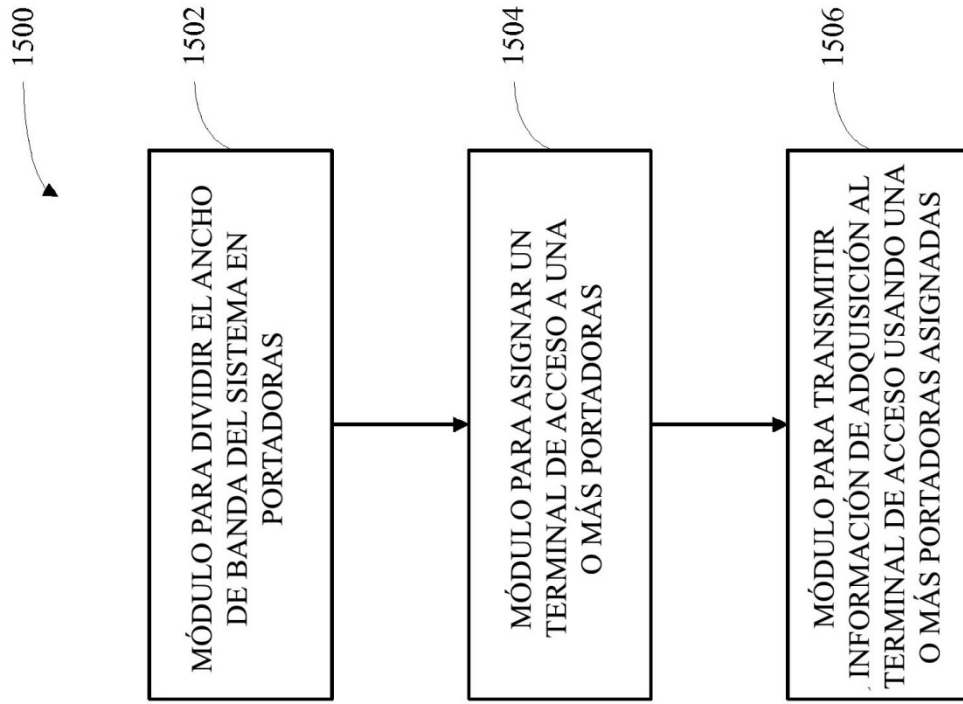 1500
1502
MÓDULO PARA DIVIDIR EL ANCHO
DE BANDA DEL SISTEMA EN
PORTADORAS
1504
MÓDULO PARA ASIGNAR UN
TERMINAL DE ACCESO A UNA
O MÁS PORTADORAS
1506
MÓDULO PARA TRANSMITIR
INFORMACIÓN DE ADQUISICIÓN AL
TERMINAL DE ACCESO USANDO UNA
O MÁS PORTADORAS ASIGNADAS